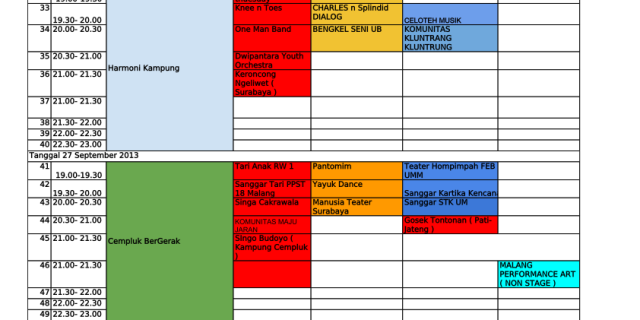 33
19.30- 20.00
Knee n Toes
CHARLES n Splindid
DIALOG
CELOTEH MUSIK
34 20.00- 20.30
One Man Band
BENGKEL SENI UB
KOMUNITAS
KLUNTRANG
KLUNTRUNG
35 20.30- 21.00
Dwipantara Youth
Orchestra
Harmoni Kampung
36 21.00- 21.30
Keroncong
Ngeliwet (
Surabaya )
37 21.00- 21.30
38 21.30- 22.00
39 22.00- 22.30
40 22.30- 23.00
Tanggal 27 September 2013
41
19.00-19.30
Tari Anak RW 1
Pantomim
Teater Hompimpah FEB
UMM
42
19.30- 20.00
Sanggar Tari PPST
18 Malang
Yayuk Dance
Sanggar Kartika Kencan
43 20.00- 20.30
Singa Cakrawala
Manusia Teater
Surabaya
Sanggar STK UM
44 20.30- 21.00
KOMUNITAS MAJU
JARAN
Gosek Tontonan ( Pati-
Jateng )
45 21.00- 21.30
Cempluk BerGerak
Singo Budoyo (
Kampung Cempluk
)
46 21.00- 21.30
MALANG
PERFORMANCE ART
( NON STAGE )
47 21.30- 22.00
48 22.00- 22.30
49 22.30- 23.00